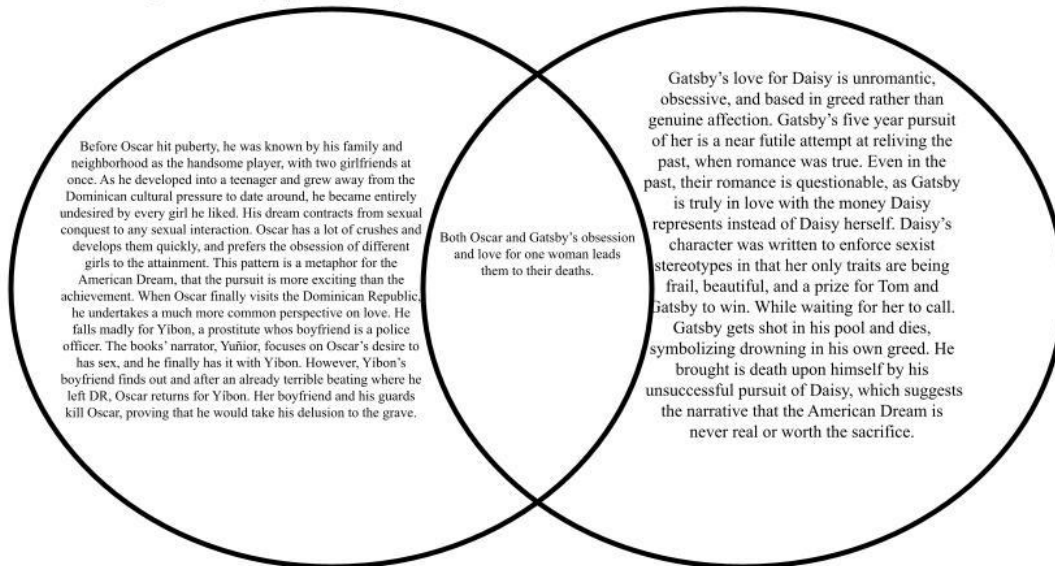 Before Oscar hit puberty, he was known by his family and
neighborhood as the handsome player, with two girlfriends at
once. As he developed into a teenager and grew away from the
Dominican cultural pressure to date around, he became entirely
undesired by every girl he liked. His dream contracts from sexual
conquest to any sexual interaction. Oscar has a lot of crushes and
develops them quickly, and prefers the obsession of different
girls to the attainment. This pattern is a metaphor for the
American Dream, that the pursuit is more exciting than the
achievement. When Oscar finally visits the Dominican Republic,
he undertakes a much more common perspective on love. He
falls madly for Yibon, a prostitute whos boyfriend is a police
officer. The books’ narrator, Yuñior, focuses on Oscar’s desire to
has sex, and he finally has it with Yibon. However, Yibon’s
boyfriend finds out and after an already terrible beating where he
left DR, Oscar returns for Yibon. Her boyfriend and his guards
kill Oscar, proving that he would take his delusion to the grave.
Both Oscar and Gatsby’s obsession
and love for one woman leads
them to their deaths.
Gatsby’s love for Daisy is unromantic,
obsessive, and based in greed rather than
genuine affection. Gatsby’s five year pursuit
of her is a near futile attempt at reliving the
past, when romance was true. Even in the
past, their romance is questionable, as Gatsby
is truly in love with the money Daisy
represents instead of Daisy herself. Daisy’s
character was written to enforce sexist
stereotypes in that her only traits are being
frail, beautiful, and a prize for Tom and
Gatsby to win. While waiting for her to call.
Gatsby gets shot in his pool and dies,
symbolizing drowning in his own greed. He
brought is death upon himself by his
unsuccessful pursuit of Daisy, which suggests
the narrative that the American Dream is
never real or worth the sacrifice.